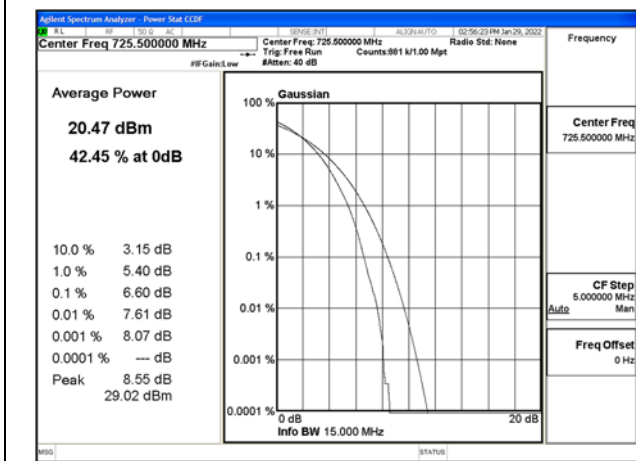 Agilent Spectrum Analyzer - Power Stat CCDF
RL RF 50 Ω AC SENSE:INT ALIGN AUTO 02:56:23 PM Jan 29, 2022
Center Freq 725.500000 MHz
Center Freq: 725.500000 MHz Radio Std: None
Trig: Free Run Counts:881 k/1.00 Mpt
#IFGain:Low #Atten: 40 dB
Frequency
Average Power
20.47 dBm
42.45 % at 0dB
10.0 % 3.15 dB
1.0 % 5.40 dB
0.1 % 6.60 dB
0.01 % 7.61 dB
0.001 % 8.07 dB
0.0001 % --- dB
Peak 8.55 dB
29.02 dBm
Gaussian
100 %
10 %
1 %
0.1 %
0.01 %
0.001 %
0.0001 %
0 dB 20 dB
Info BW 15.000 MHz
Center Freq
725.500000 MHz
CF Step
5.000000 MHz
Auto Man
Freq Offset
0 Hz
MSG STATUS